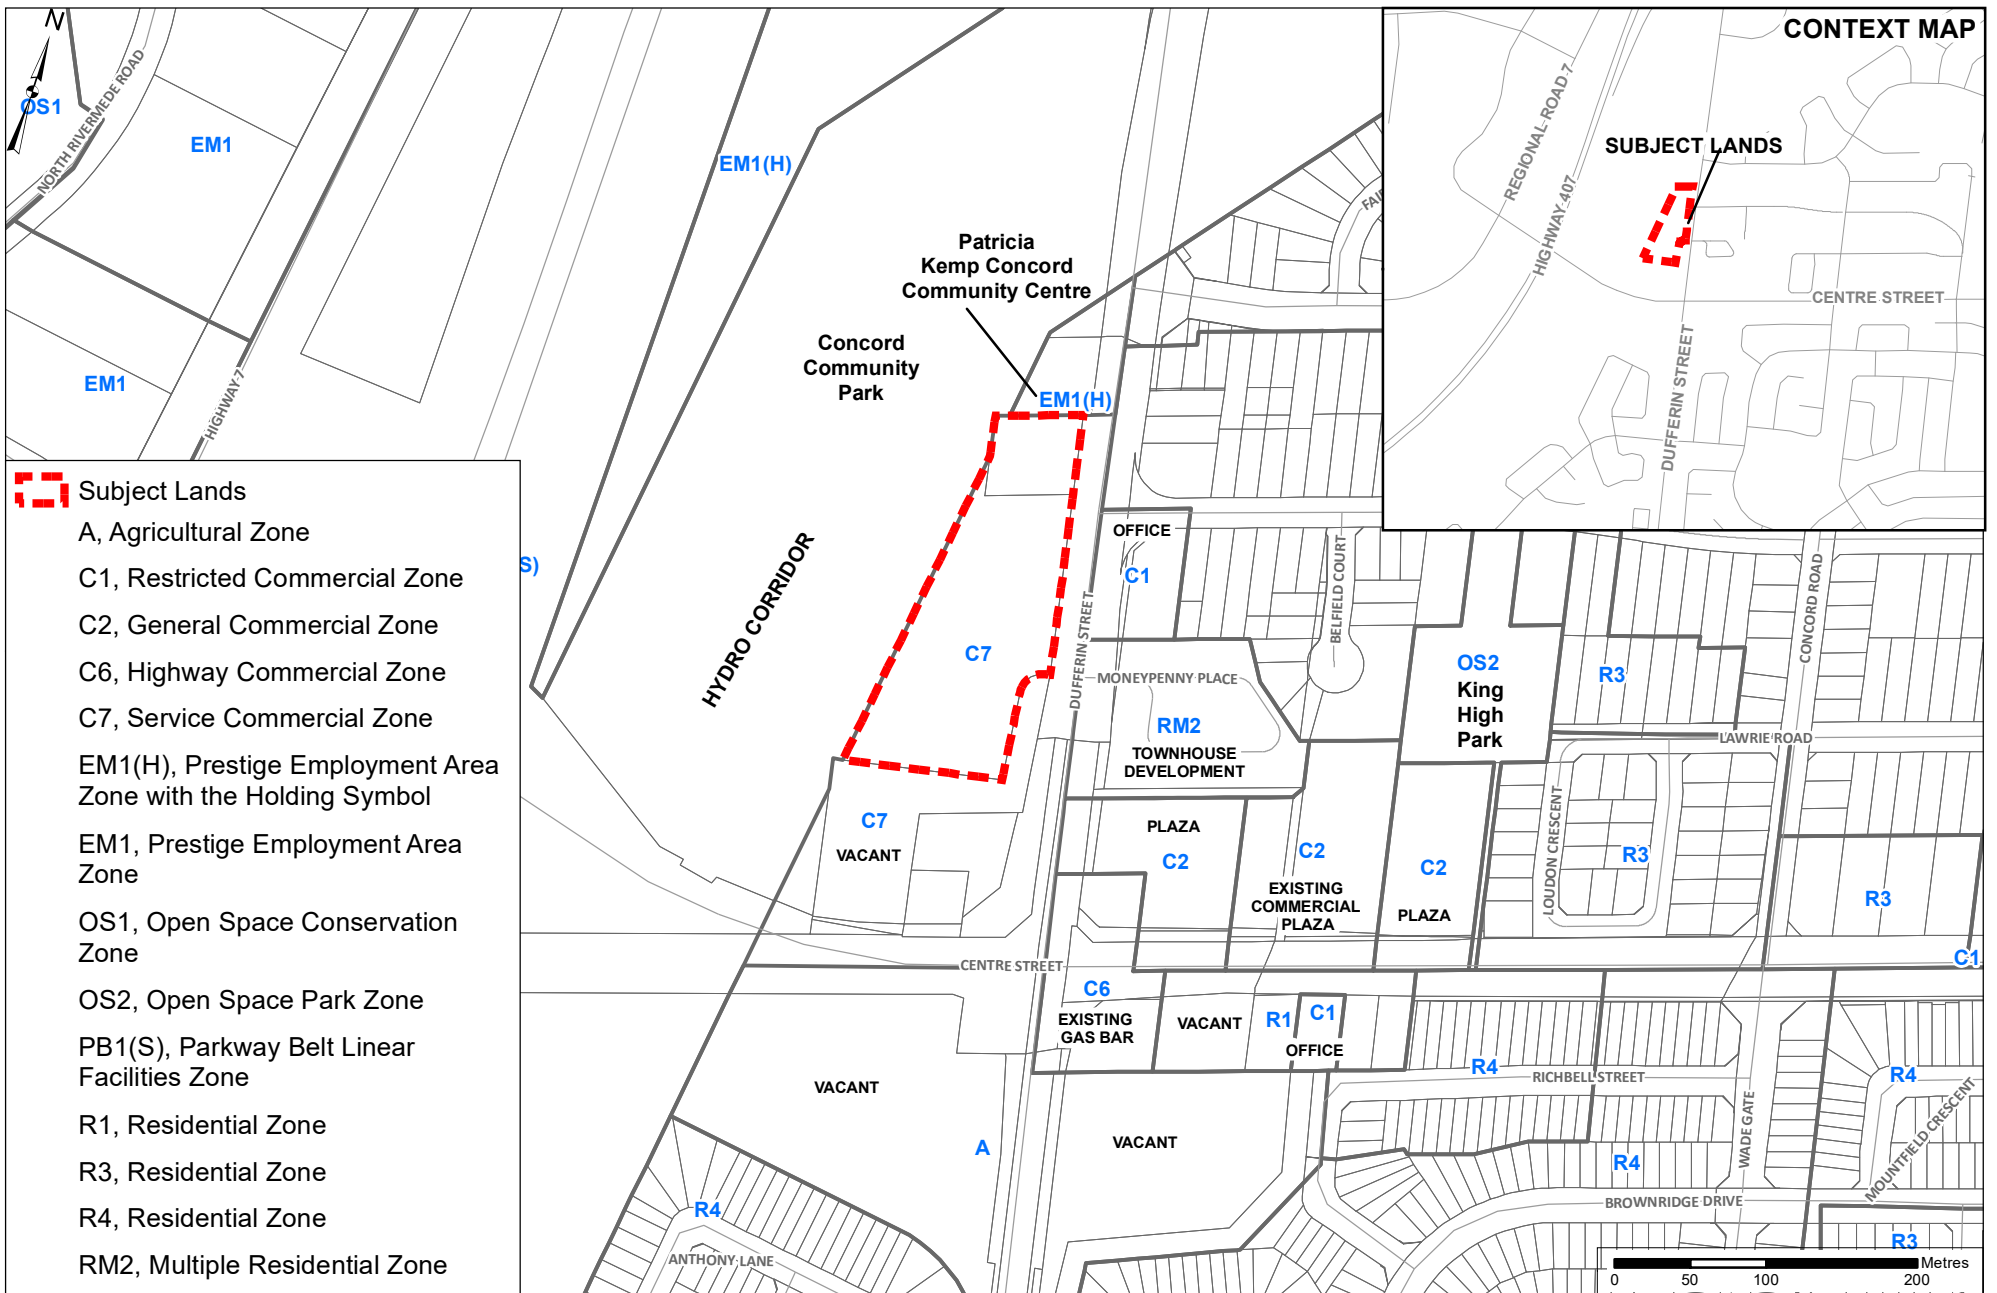 N
OS1
NORTH RIVERMEDE ROAD
EM1
EM1
HIGHWAY 7
EM1(H)
Patricia
Kemp Concord
Community Centre
Concord
Community
Park
EM1(H)
HYDRO CORRIDOR
S)
C7
C7
VACANT
DUFFERIN STREET
OFFICE
C1
BELFIELD COURT
MONEYPENNY PLACE
RM2
TOWNHOUSE
DEVELOPMENT
OS2
King
High
Park
R3
CONCORD ROAD
LAWRIE ROAD
LOUDON CRESCENT
R3
R3
C1
PLAZA
C2
C2
EXISTING
COMMERCIAL
PLAZA
C2
PLAZA
CENTRE STREET
C6
EXISTING
GAS BAR
VACANT
R1
C1
OFFICE
R4
RICHBELL STREET
WADE GATE
R4
MOUNTFIELD CRESCENT
VACANT
A
VACANT
R4
BROWNRIDGE DRIVE
R4
ANTHONY LANE
R3
Metres
0 50 100 200
CONTEXT MAP
REGIONAL ROAD 7
HIGHWAY 407
SUBJECT LANDS
CENTRE STREET
DUFFERIN STREET
Subject Lands
A, Agricultural Zone
C1, Restricted Commercial Zone
C2, General Commercial Zone
C6, Highway Commercial Zone
C7, Service Commercial Zone
EM1(H), Prestige Employment Area
Zone with the Holding Symbol
EM1, Prestige Employment Area
Zone
OS1, Open Space Conservation
Zone
OS2, Open Space Park Zone
PB1(S), Parkway Belt Linear
Facilities Zone
R1, Residential Zone
R3, Residential Zone
R4, Residential Zone
RM2, Multiple Residential Zone